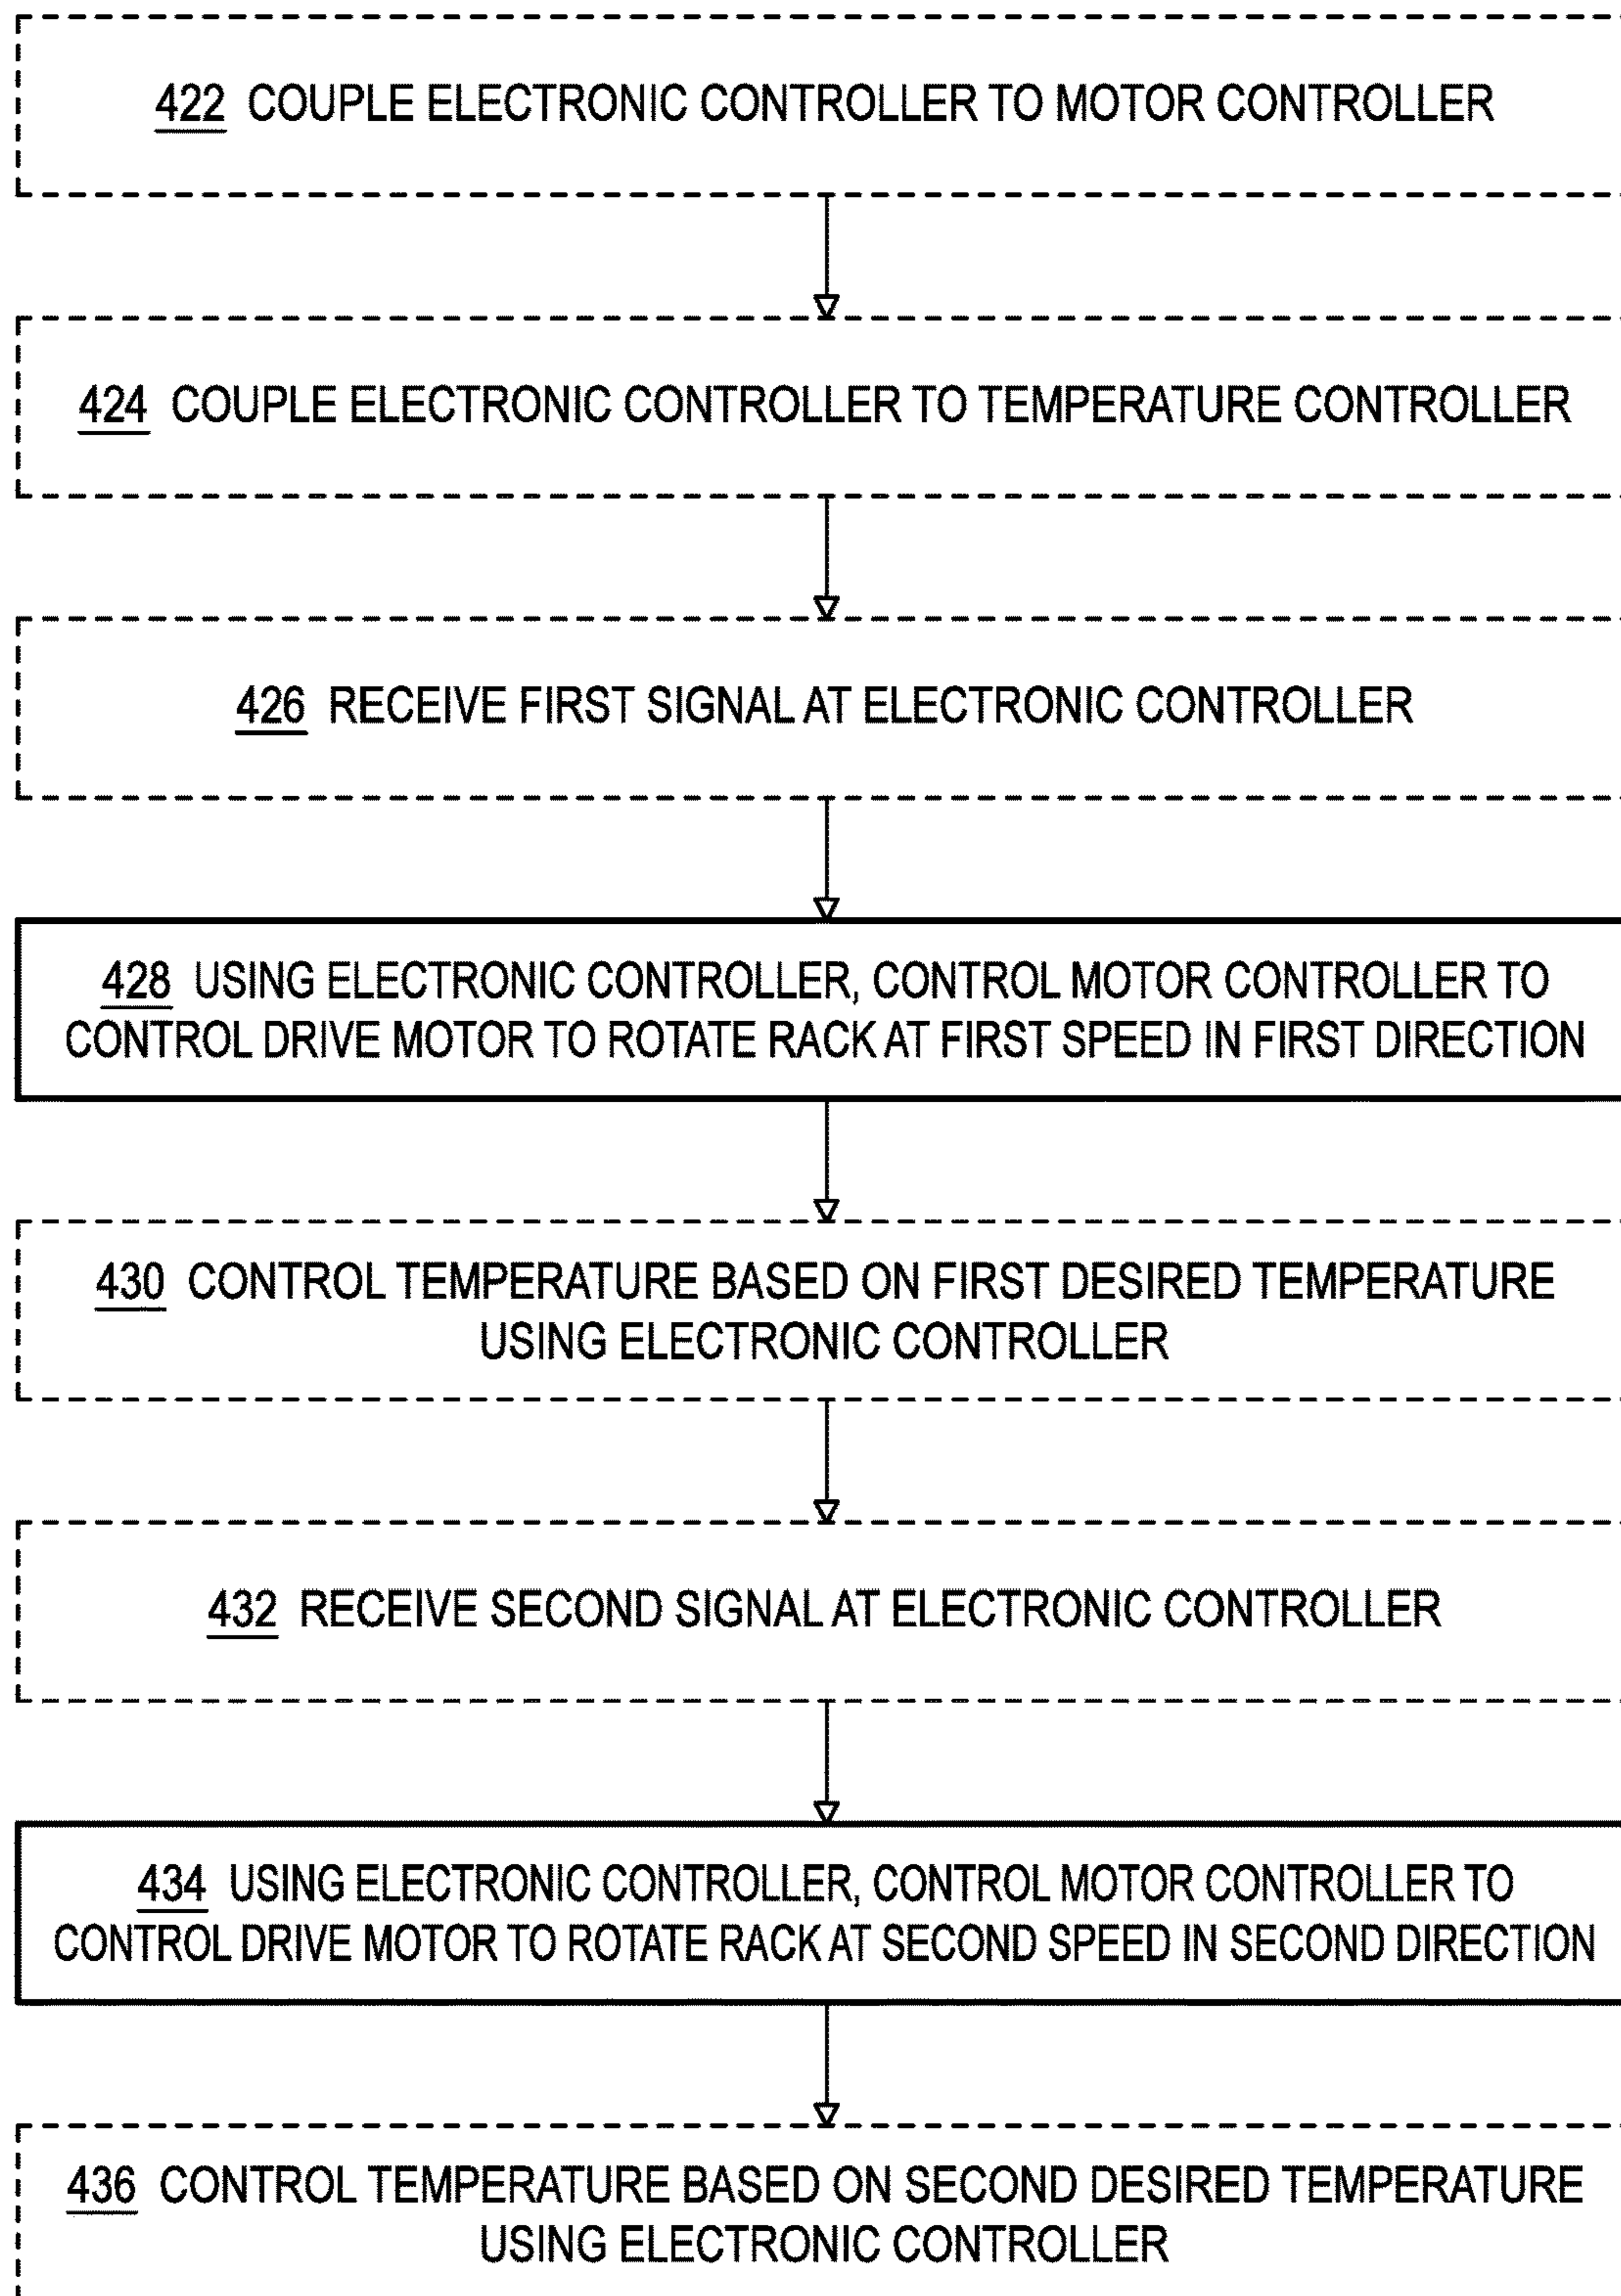 422 COUPLE ELECTRONIC CONTROLLER TO MOTOR CONTROLLER
424 COUPLE ELECTRONIC CONTROLLER TO TEMPERATURE CONTROLLER
426 RECEIVE FIRST SIGNAL AT ELECTRONIC CONTROLLER
428 USING ELECTRONIC CONTROLLER, CONTROL MOTOR CONTROLLER TO
CONTROL DRIVE MOTOR TO ROTATE RACK AT FIRST SPEED IN FIRST DIRECTION
430 CONTROL TEMPERATURE BASED ON FIRST DESIRED TEMPERATURE
USING ELECTRONIC CONTROLLER
432 RECEIVE SECOND SIGNAL AT ELECTRONIC CONTROLLER
434 USING ELECTRONIC CONTROLLER, CONTROL MOTOR CONTROLLER TO
CONTROL DRIVE MOTOR TO ROTATE RACK AT SECOND SPEED IN SECOND DIRECTION
436 CONTROL TEMPERATURE BASED ON SECOND DESIRED TEMPERATURE
USING ELECTRONIC CONTROLLER